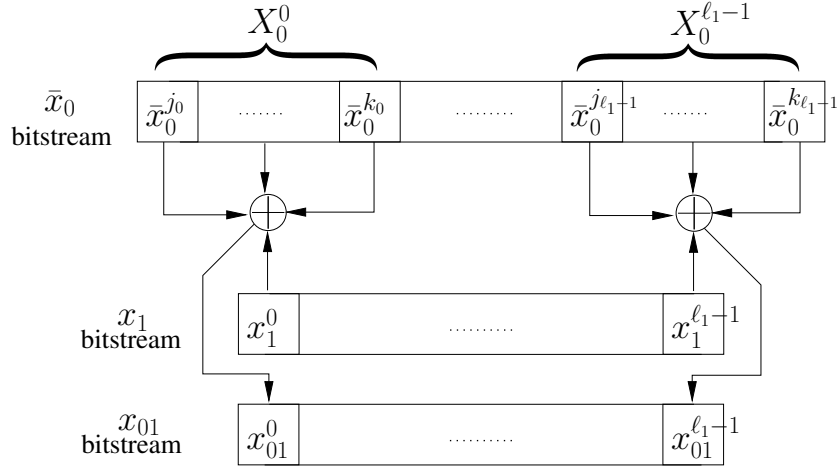 X_0^0 X_0^{ℓ_1−1}
x̄_0 bitstream
x̄_0^{j_0} ....... x̄_0^{k_0} ......... x̄_0^{j_{ℓ_1−1}} ....... x̄_0^{k_{ℓ_1−1}}
x_1 bitstream
x_1^0 .......... x_1^{ℓ_1−1}
x_{01} bitstream
x_{01}^0 .......... x_{01}^{ℓ_1−1}